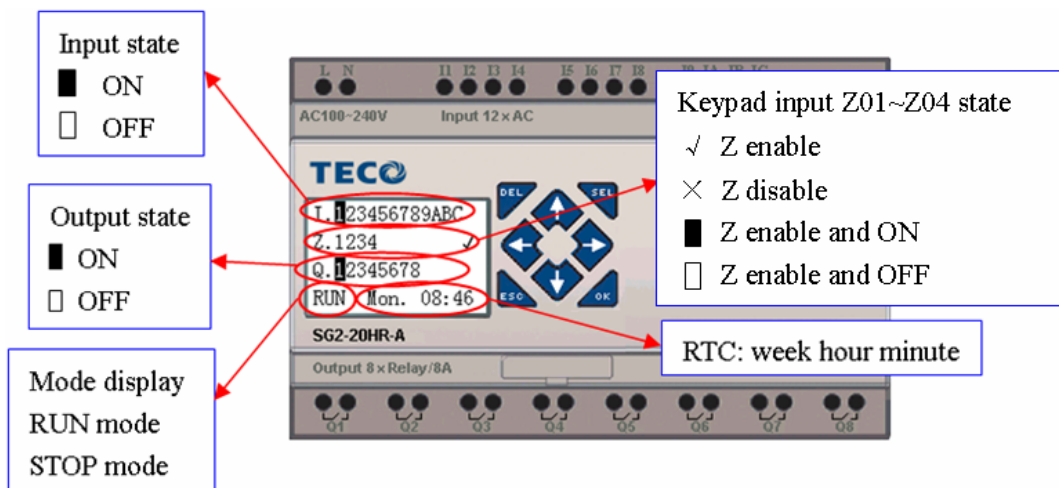 Input state
ON
OFF
Output state
ON
OFF
Mode display
RUN mode
STOP mode
L N I1 I2 I3 I4 I5 I6 I7 I8
AC100~240V Input 12×AC
TECO
I.123456789ABC
Z.1234 √
Q.12345678
RUN Mon. 08:46
DEL SEL
ESC OK
SG2-20HR-A
Output 8×Relay/8A
Q1 Q2 Q3 Q4 Q5 Q6 Q7 Q8
Keypad input Z01~Z04 state
√ Z enable
× Z disable
Z enable and ON
Z enable and OFF
RTC: week hour minute